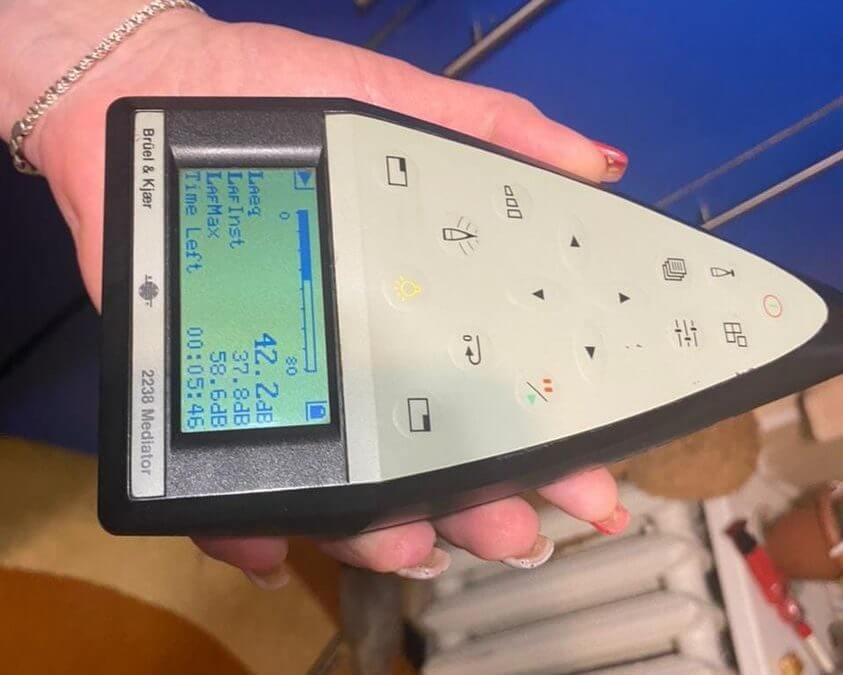 Brüel & Kjær
2238 Mediator
0 80
LAeq 42.2dB
LAFInst 37.8dB
LAFMax 58.6dB
Time Left 00:05:46